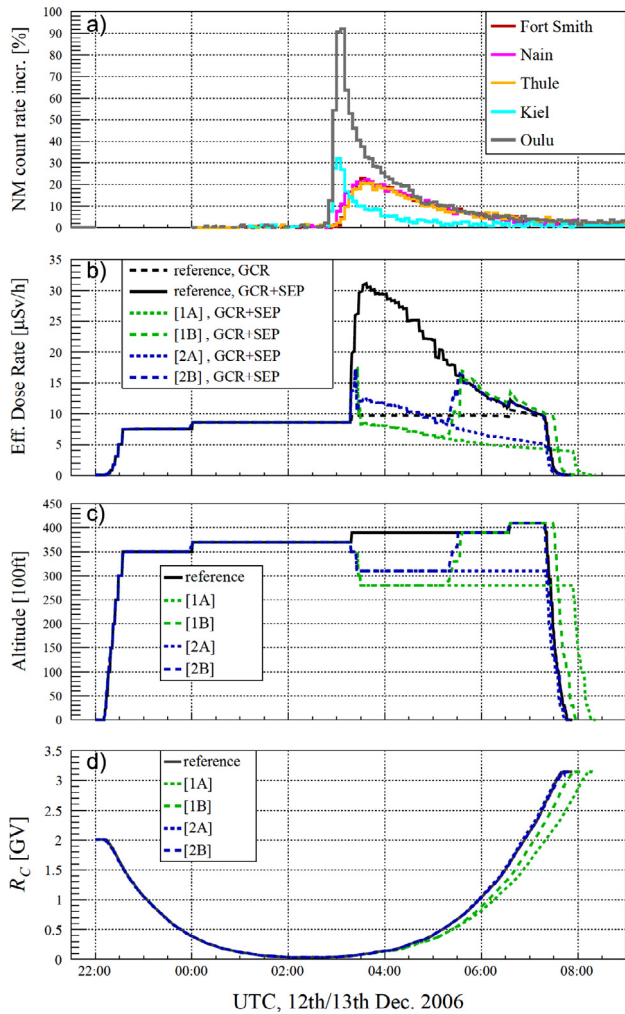 a)
NM count rate incr. [%]
100
90
80
70
60
50
40
30
20
10
0
Fort Smith
Nain
Thule
Kiel
Oulu
b)
Eff. Dose Rate [μSv/h]
35
30
25
20
15
10
5
0
reference, GCR
reference, GCR+SEP
[1A] , GCR+SEP
[1B] , GCR+SEP
[2A] , GCR+SEP
[2B] , GCR+SEP
c)
Altitude [100ft]
450
400
350
300
250
200
150
100
50
0
reference
[1A]
[1B]
[2A]
[2B]
d)
R_C [GV]
3.5
3
2.5
2
1.5
1
0.5
0
reference
[1A]
[1B]
[2A]
[2B]
22:00 00:00 02:00 04:00 06:00 08:00
UTC, 12th/13th Dec. 2006